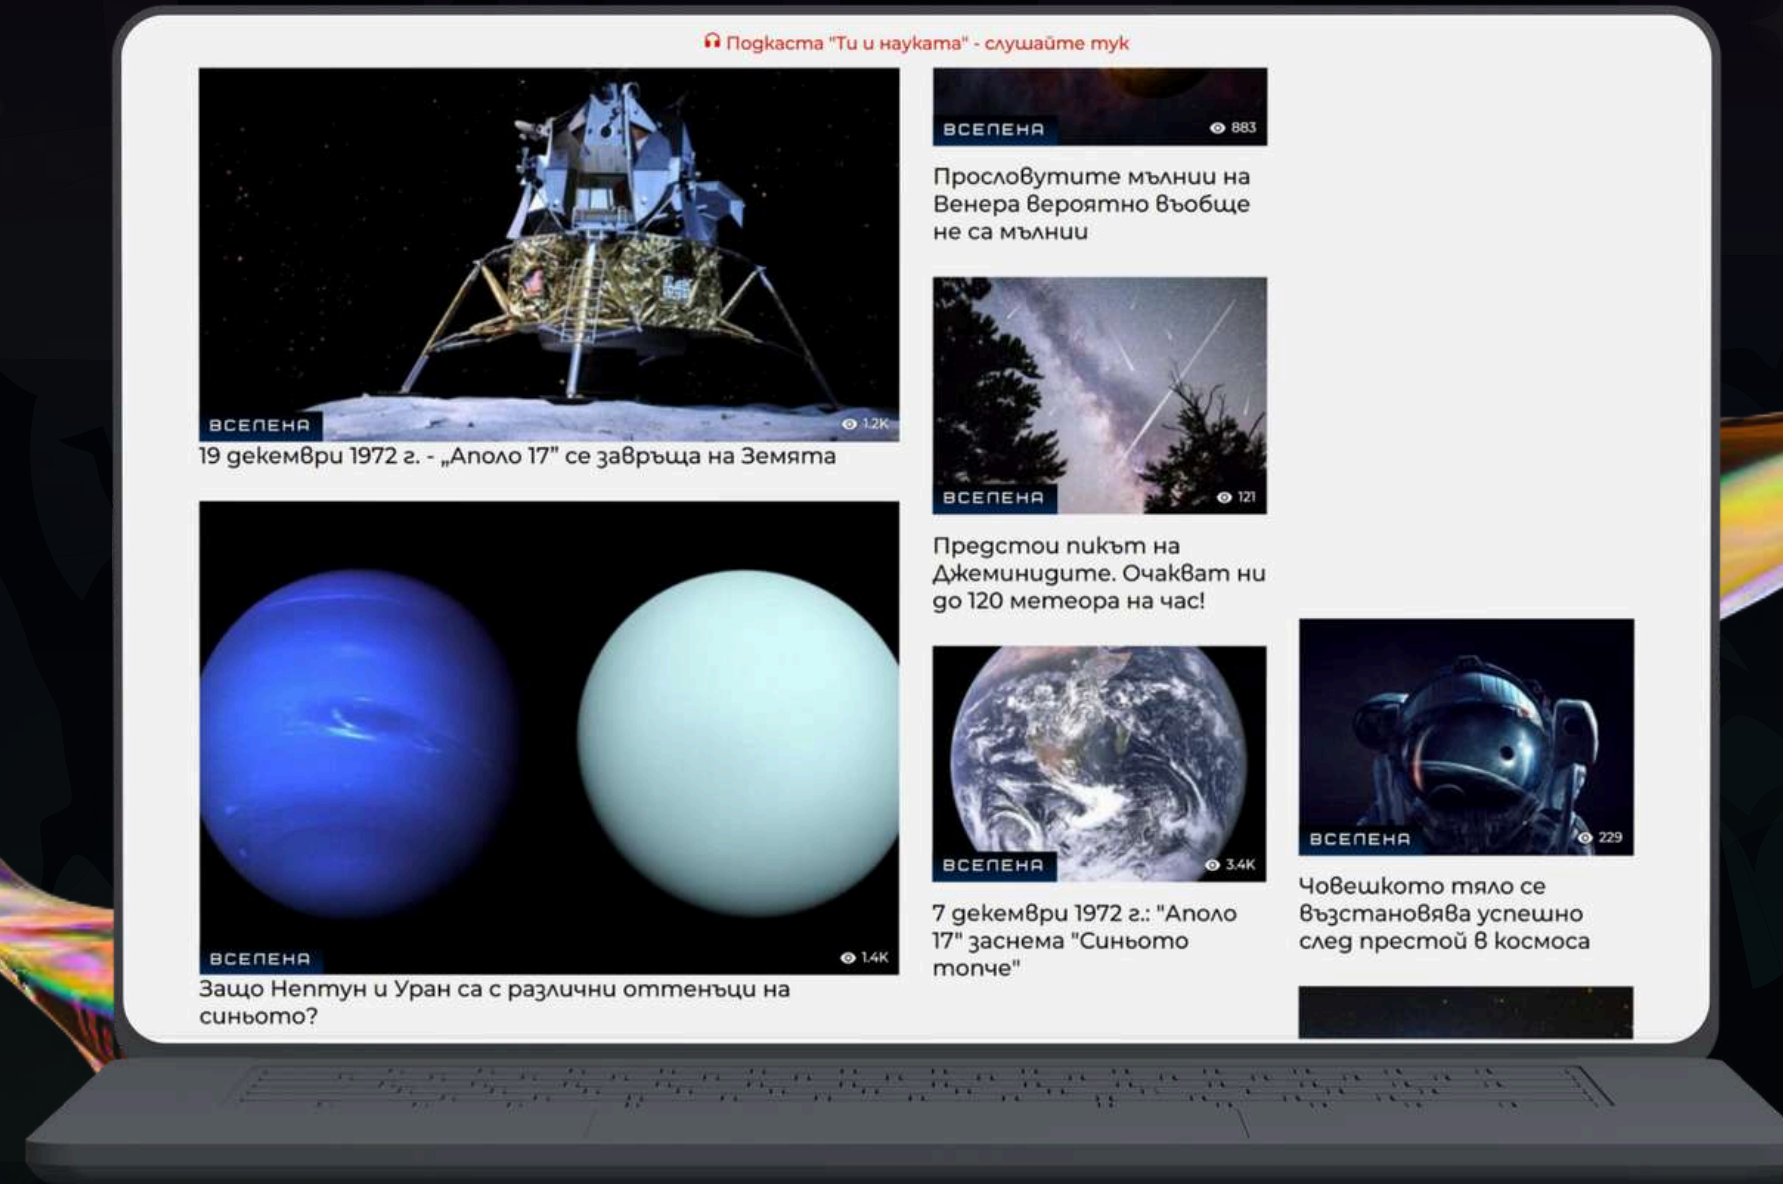 Подкаста "Ти и науката" - слушайте тук
ВСЕЛЕНА
1.2K
19 декември 1972 г. - „Аполо 17” се завръща на Земята
ВСЕЛЕНА
1.4K
Защо Нептун и Уран са с различни оттенъци на
синьото?
ВСЕЛЕНА
883
Прословутите мълнии на
Венера вероятно въобще
не са мълнии
ВСЕЛЕНА
121
Предстои пикът на
Джеминидите. Очакват ни
до 120 метеора на час!
ВСЕЛЕНА
3.4K
7 декември 1972 г.: "Аполо
17" заснема "Синьото
топче"
ВСЕЛЕНА
229
Човешкото тяло се
възстановява успешно
след престой в космоса